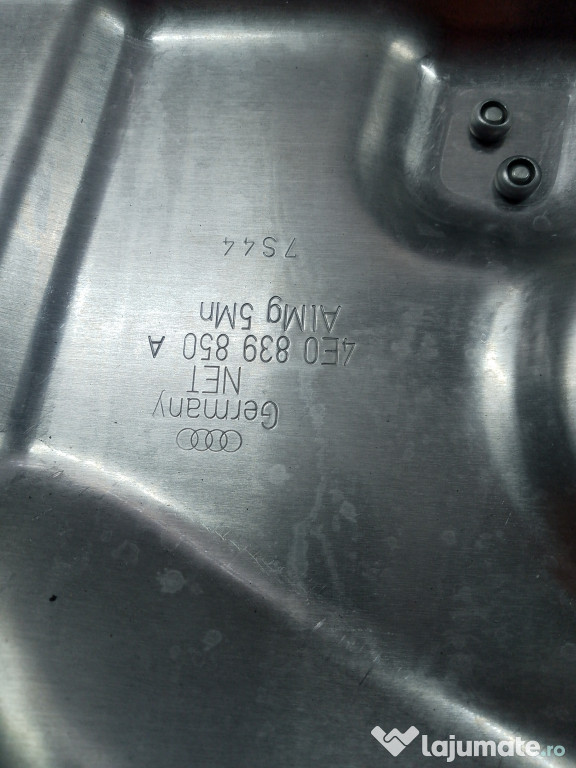 Germany
NET
4E0 839 850 A
AlMg 5Mn
7S44
lajumate.ro